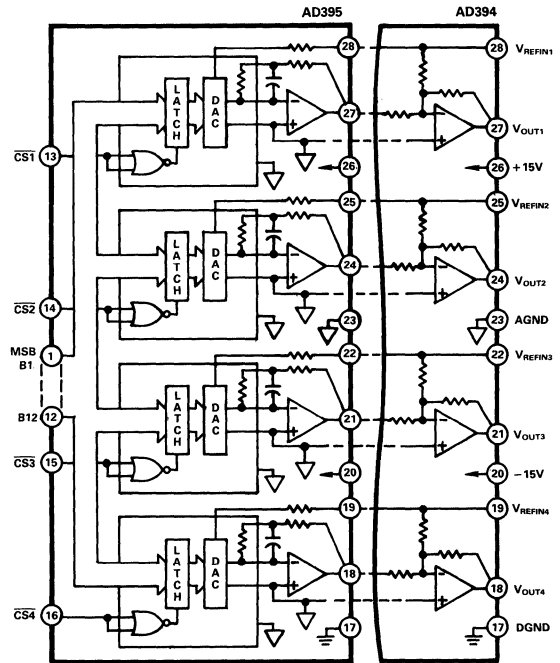 AD395 AD394
28 28 VREFIN1
LATCH DAC
27 27 VOUT1
CS1 13
26 26 +15V
25 25 VREFIN2
LATCH DAC
24 24 VOUT2
CS2 14
23 23 AGND
MSB B1 1
22 22 VREFIN3
LATCH DAC
B12 12
21 21 VOUT3
CS3 15
20 20 −15V
19 19 VREFIN4
LATCH DAC
18 18 VOUT4
CS4 16
17 17 DGND